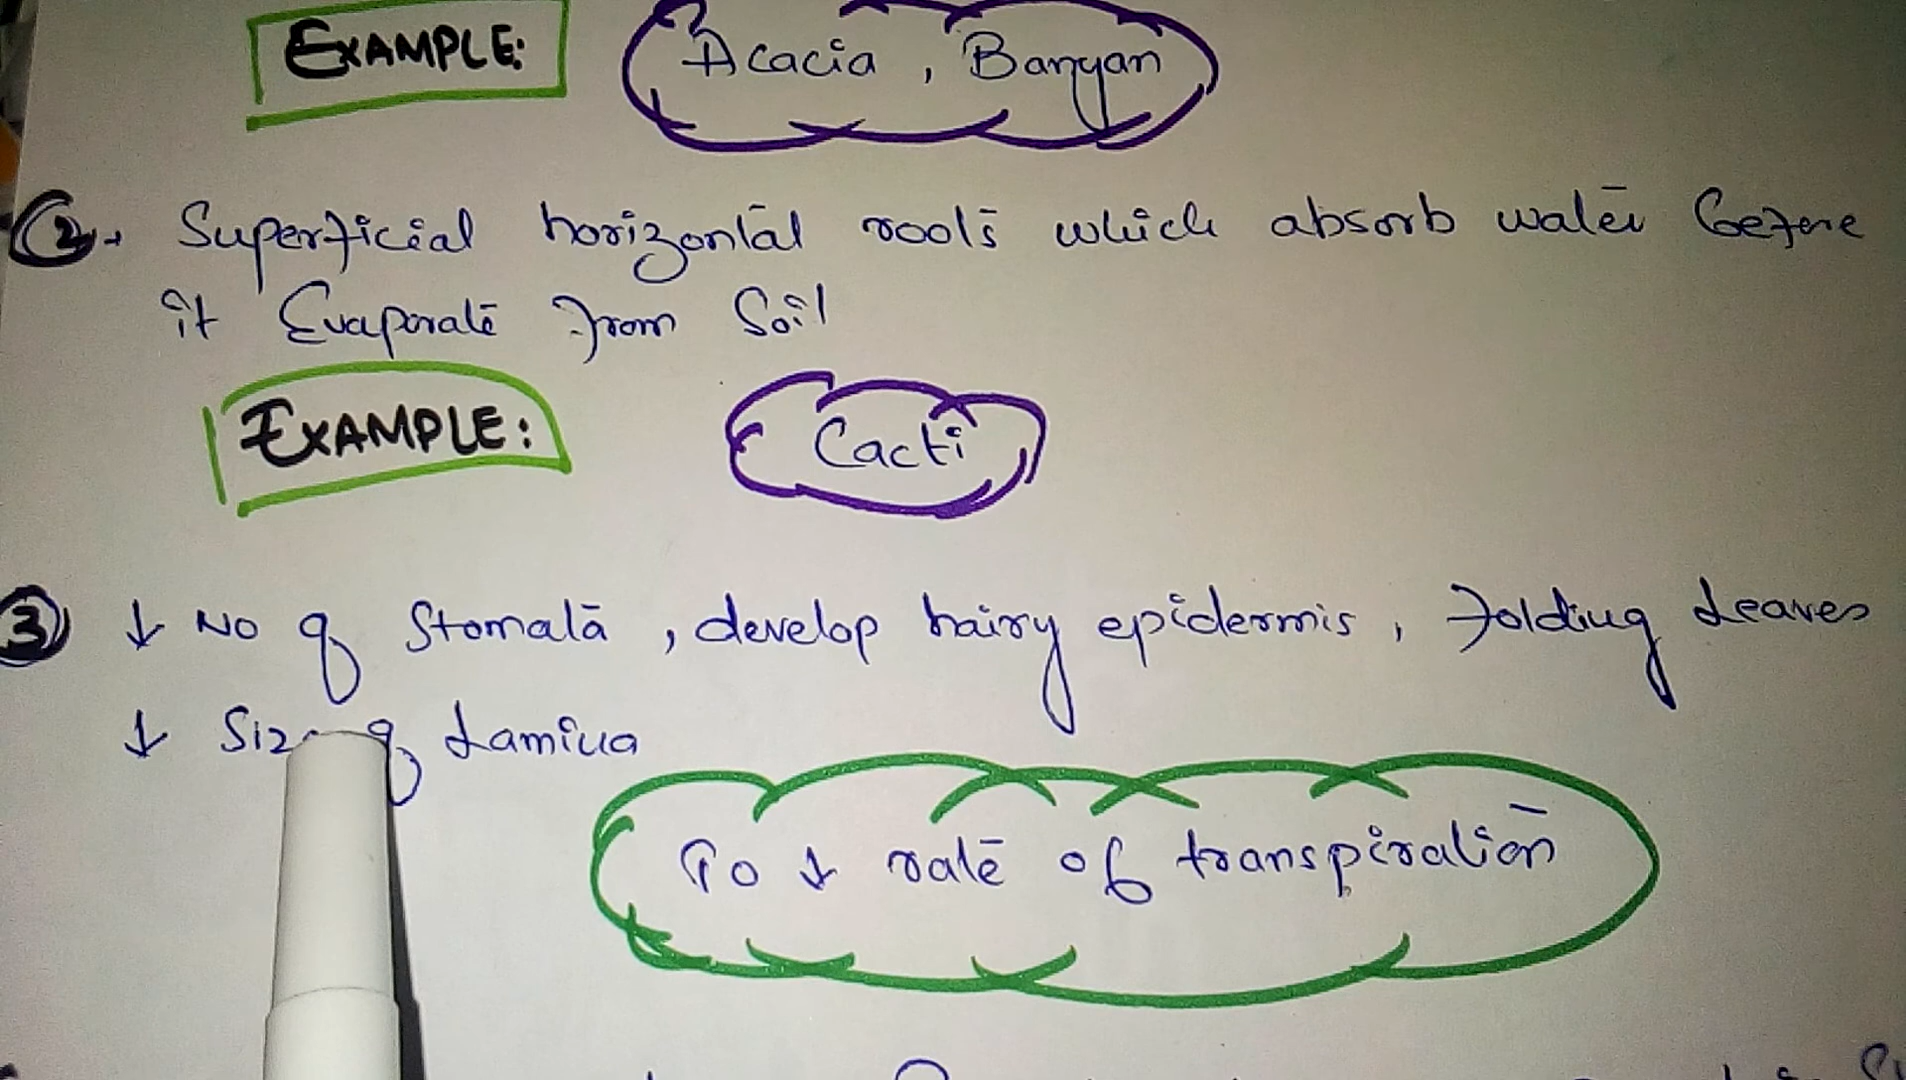 EXAMPLE: Acacia, Banyan
2. Superficial horizontal roots which absorb water before
it Evaporate from Soil
EXAMPLE: Cacti
3 ↓ No of Stomata, develop hairy epidermis, Folding Leaves
↓ Size of Lamina
To ↓ rate of transpiration